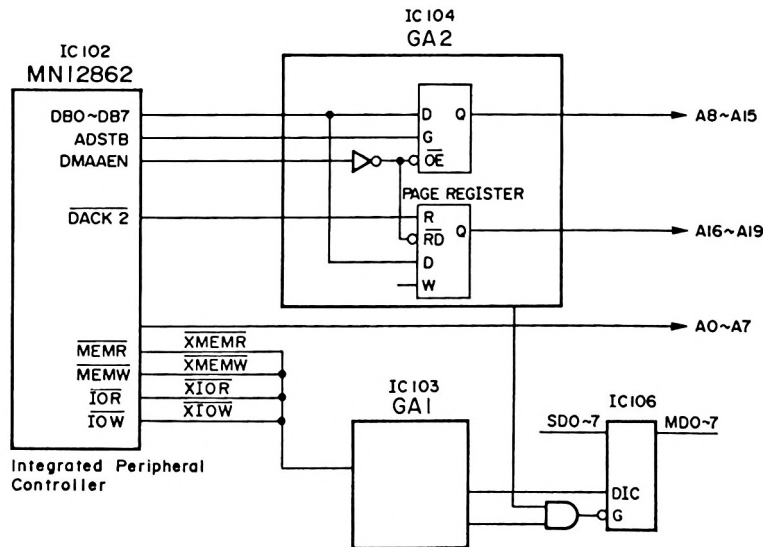 IC102
MN12862
DB0~DB7
ADSTB
DMAAEN
DACK 2
MEMR
MEMW
IOR
IOW
Integrated Peripheral
Controller
IC104
GA2
D Q
G
OE
PAGE REGISTER
R
RD Q
D
W
A8~A15
A16~A19
A0~A7
XMEMR
XMEMW
XIOR
XIOW
IC103
GA1
IC106
SD0~7
MD0~7
DIC
G